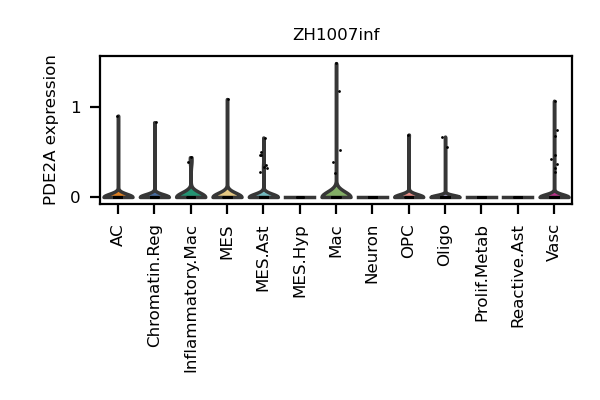 ZH1007inf
PDE2A expression
1
0
AC
Chromatin.Reg
Inflammatory.Mac
MES
MES.Ast
MES.Hyp
Mac
Neuron
OPC
Oligo
Prolif.Metab
Reactive.Ast
Vasc